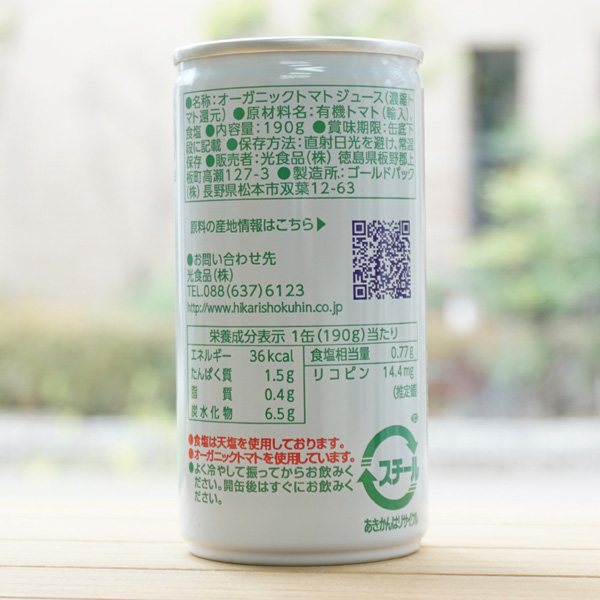 ●名称:オーガニックトマトジュース(濃縮ト
マト還元) ●原材料名:有機トマト(輸入)、
食塩 ●内容量:190g ●賞味期限:缶底下
段に記載 ●保存方法:直射日光を避け、常温
保存 ●販売者:光食品(株) 徳島県板野郡上
板町高瀬127-3 ●製造所:ゴールドパック
(株) 長野県松本市双葉12-63
原料の産地情報はこちら▶
●お問い合わせ先
光食品(株)
TEL.088(637)6123
http://www.hikarishokuhin.co.jp
栄養成分表示 1缶(190g)当たり
エネルギー 36kcal
たんぱく質 1.5g
脂質 0.4g
炭水化物 6.5g
食塩相当量 0.77g
リコピン 14.4mg
(推定値)
●食塩は天塩を使用しております。
●オーガニックトマトを使用しています。
●よく冷やして振ってからお飲みく
ださい。開缶後はすぐにお飲みく
ださい。
スチール
あきかんはリサイクル